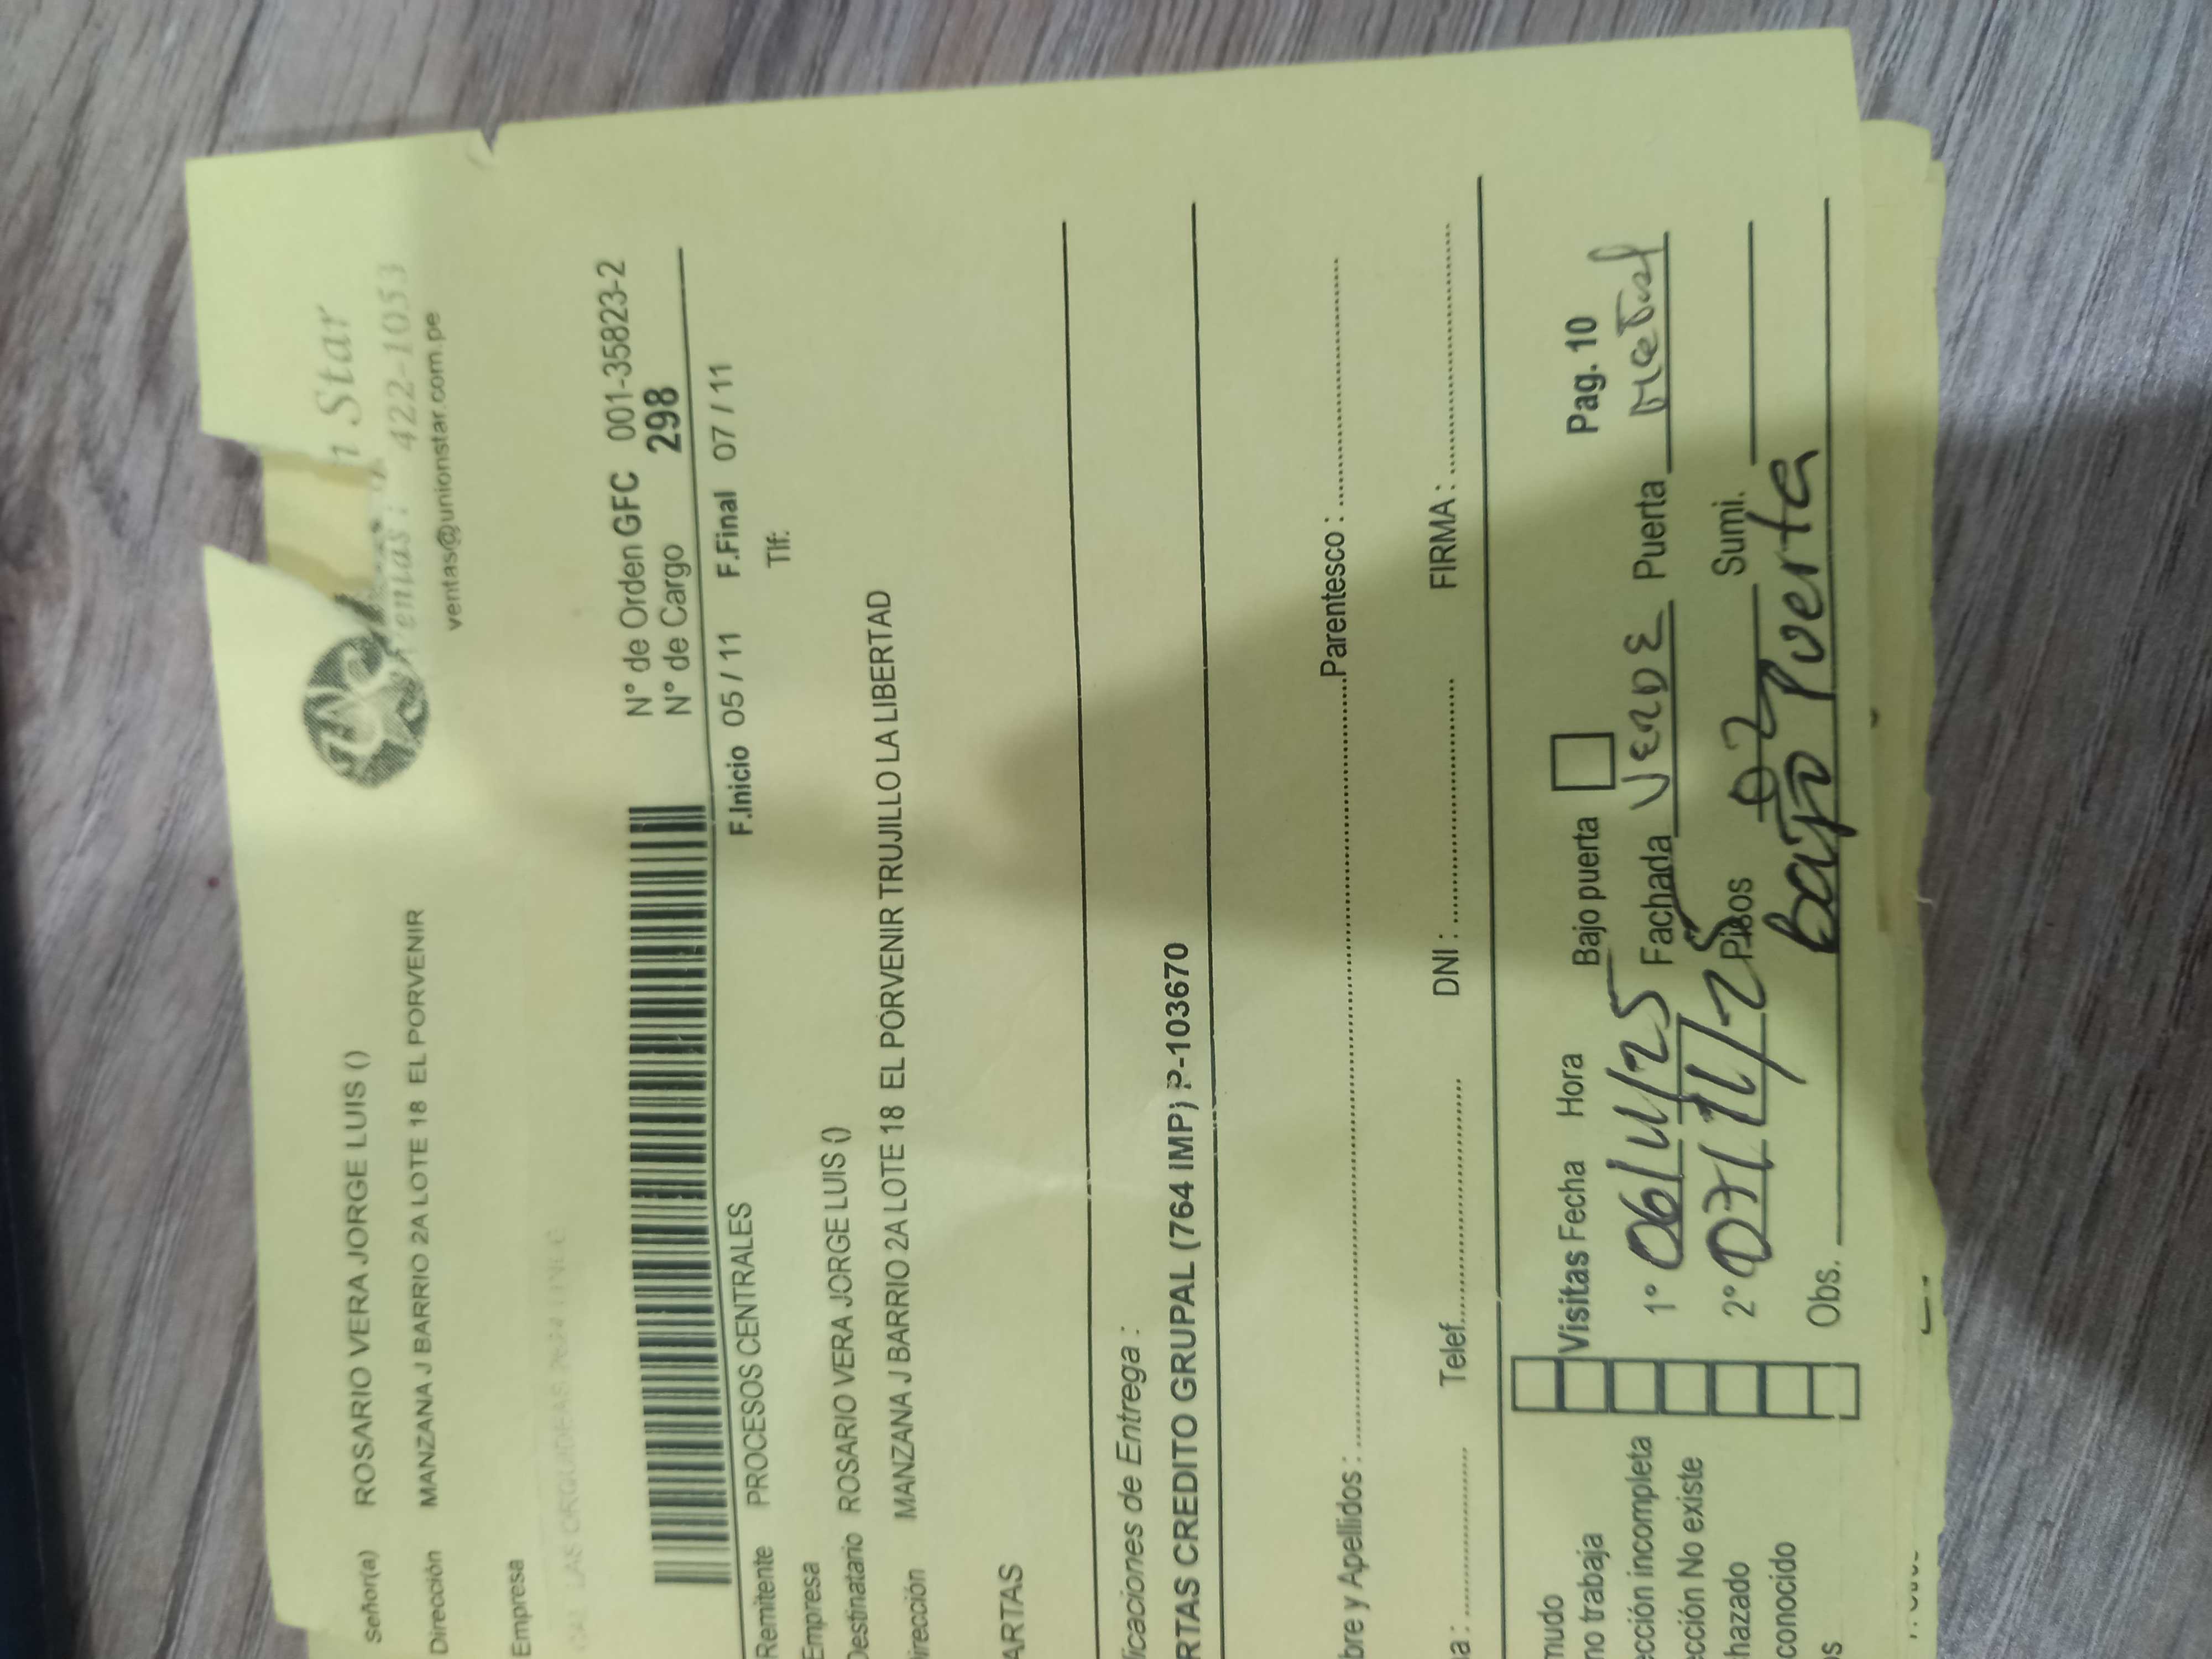 n Star
422-1053
ventas@unionstar.com.pe
Señor(a) ROSARIO VERA JORGE LUIS ()
Dirección MANZANA J BARRIO 2A LOTE 18 EL PORVENIR
Empresa
N° de Orden GFC 001-35823-2
N° de Cargo 298
Remitente PROCESOS CENTRALES F.Inicio 05 / 11 F.Final 07 / 11
Empresa Tlf:
Destinatario ROSARIO VERA JORGE LUIS ()
irección MANZANA J BARRIO 2A LOTE 18 EL PORVENIR TRUJILLO LA LIBERTAD
ARTAS
icaciones de Entrega :
RTAS CREDITO GRUPAL (764 IMP) P-103670
bre y Apellidos : Parentesco :
a : Telef. DNI : FIRMA :
mudo
no trabaja
ección incompleta
ección No existe
hazado
conocido
s
Visitas Fecha Hora Bajo puerta Pag. 10
1° 06/11/25 Fachada VERDE Puerta Metal
2° 07/11/25 Pisos 02 Sumi.
Obs. bajo Puerta